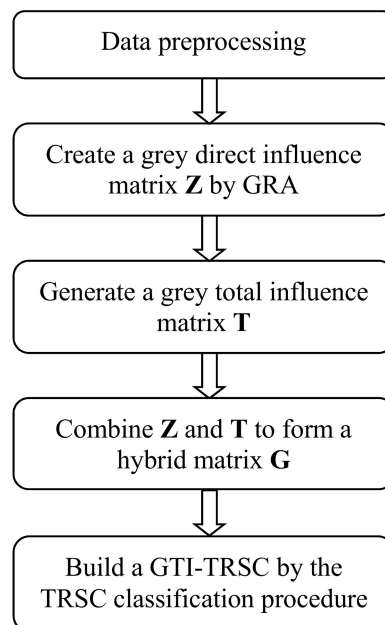 Data preprocessing
Create a grey direct influence
matrix Z by GRA
Generate a grey total influence
matrix T
Combine Z and T to form a
hybrid matrix G
Build a GTI-TRSC by the
TRSC classification procedure